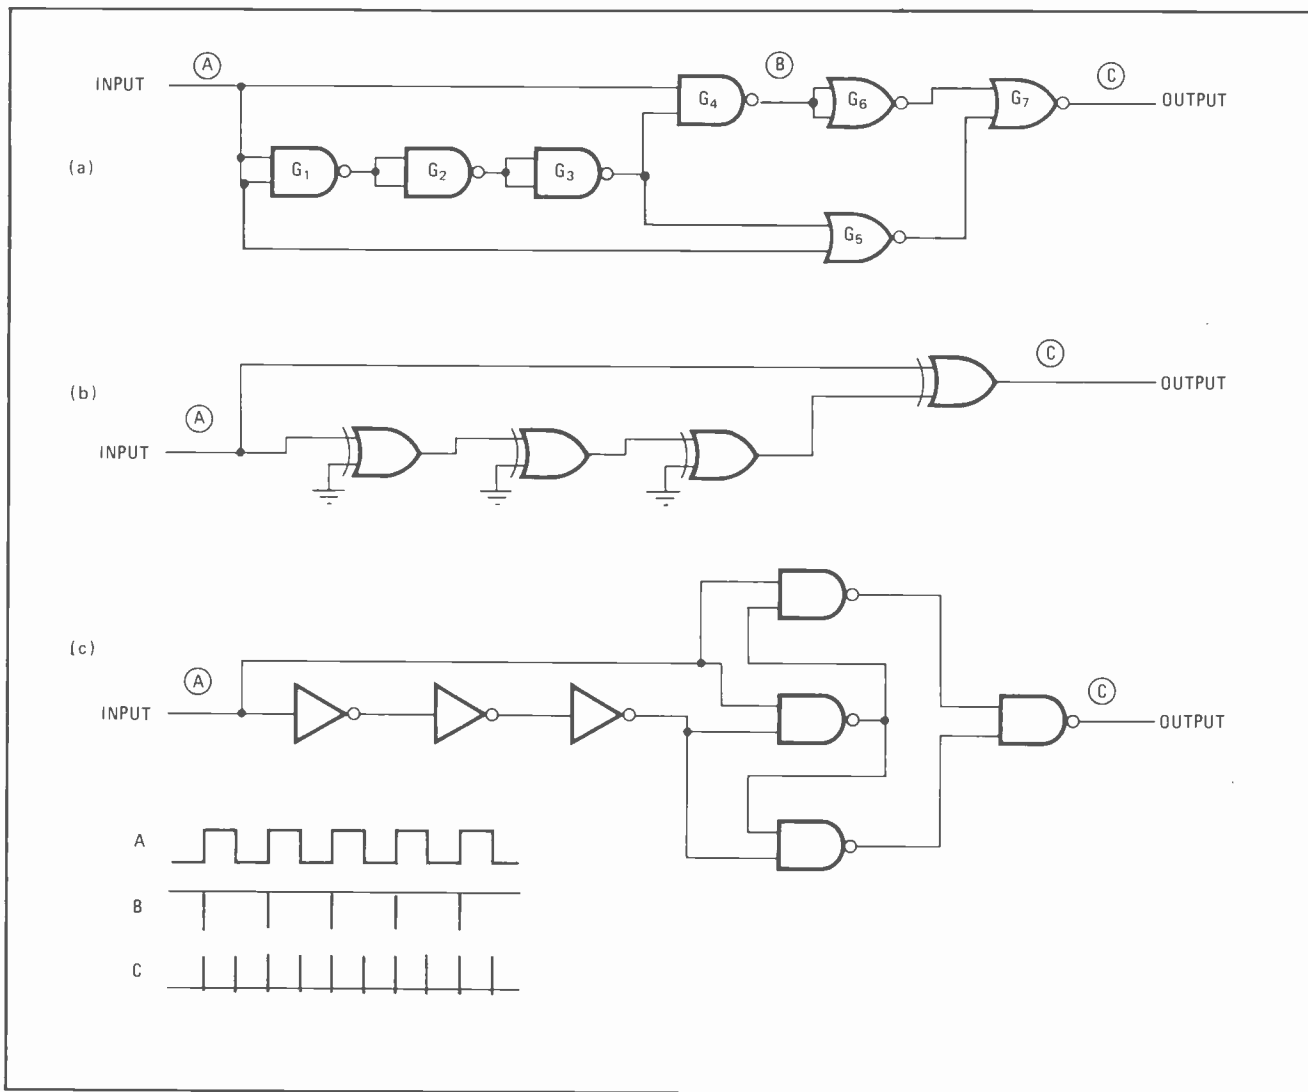 A B C
INPUT G4 G6 G7 OUTPUT
(a) G1 G2 G3
G5
C
(b) A OUTPUT
INPUT
(c)
A C
INPUT OUTPUT
A
B
C